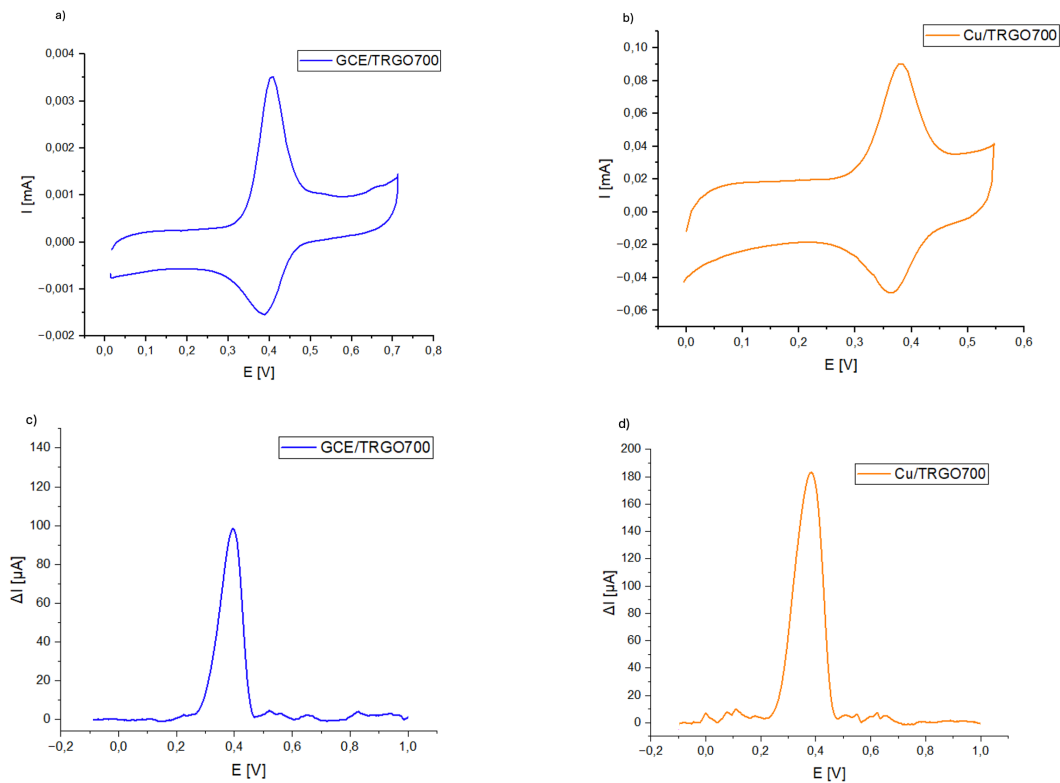 a)
GCE/TRGO700
0,004
0,003
0,002
0,001
0,000
−0,001
−0,002
I [mA]
0,0 0,1 0,2 0,3 0,4 0,5 0,6 0,7 0,8
E [V]
b)
Cu/TRGO700
0,10
0,08
0,06
0,04
0,02
0,00
−0,02
−0,04
−0,06
I [mA]
0,0 0,1 0,2 0,3 0,4 0,5 0,6
E [V]
c)
GCE/TRGO700
140
120
100
80
60
40
20
0
ΔI [µA]
−0,2 0,0 0,2 0,4 0,6 0,8 1,0
E [V]
d)
Cu/TRGO700
200
180
160
140
120
100
80
60
40
20
0
ΔI [µA]
−0,2 0,0 0,2 0,4 0,6 0,8 1,0
E [V]